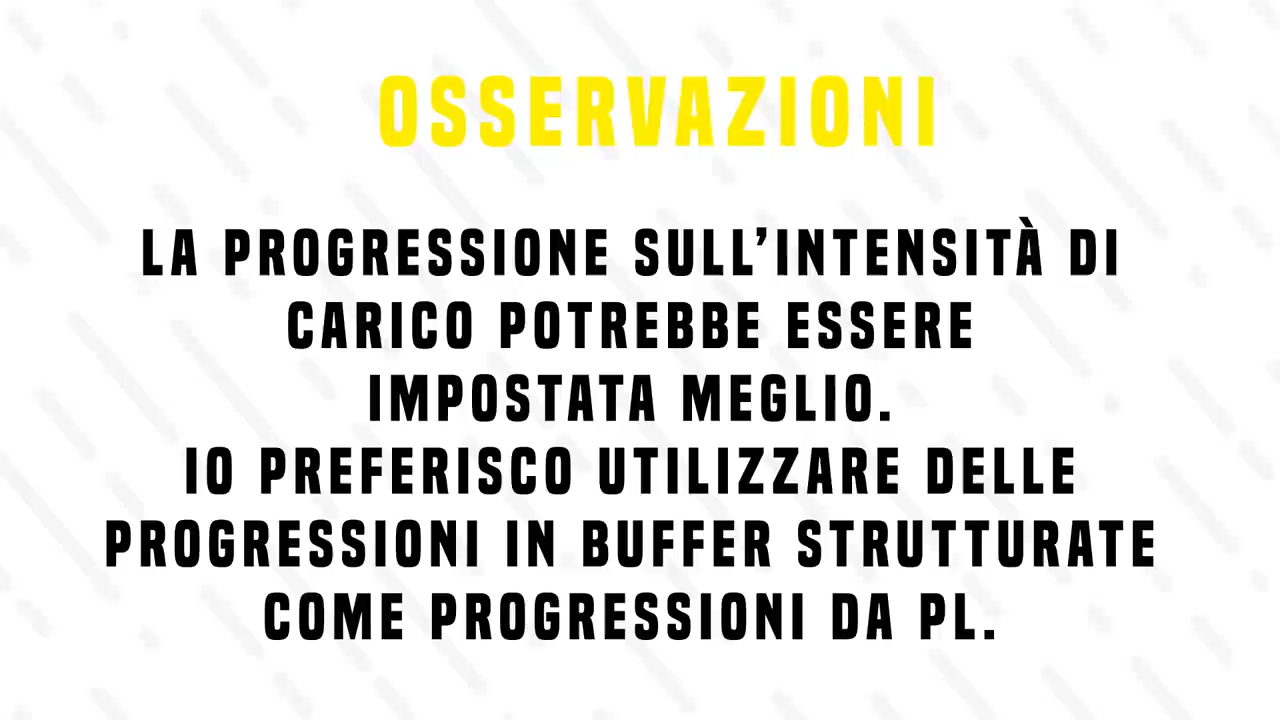 OSSERVAZIONI
LA PROGRESSIONE SULL'INTENSITÀ DI
CARICO POTREBBE ESSERE
IMPOSTATA MEGLIO.
IO PREFERISCO UTILIZZARE DELLE
PROGRESSIONI IN BUFFER STRUTTURATE
COME PROGRESSIONI DA PL.